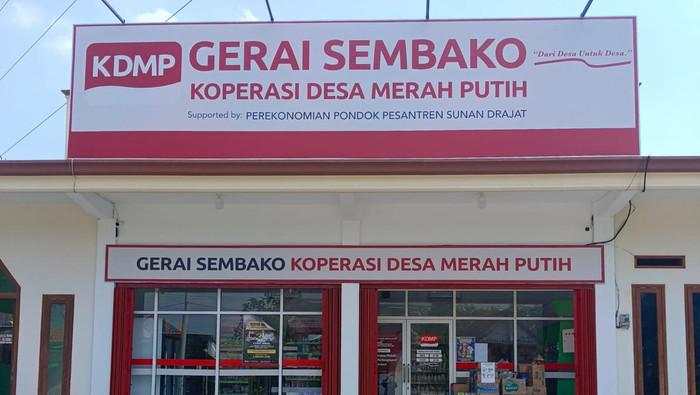 KDMP
GERAI SEMBAKO
"Dari Desa Untuk Desa."
KOPERASI DESA MERAH PUTIH
Supported by: PEREKONOMIAN PONDOK PESANTREN SUNAN DRAJAT
GERAI SEMBAKO KOPERASI DESA MERAH PUTIH
KDMP